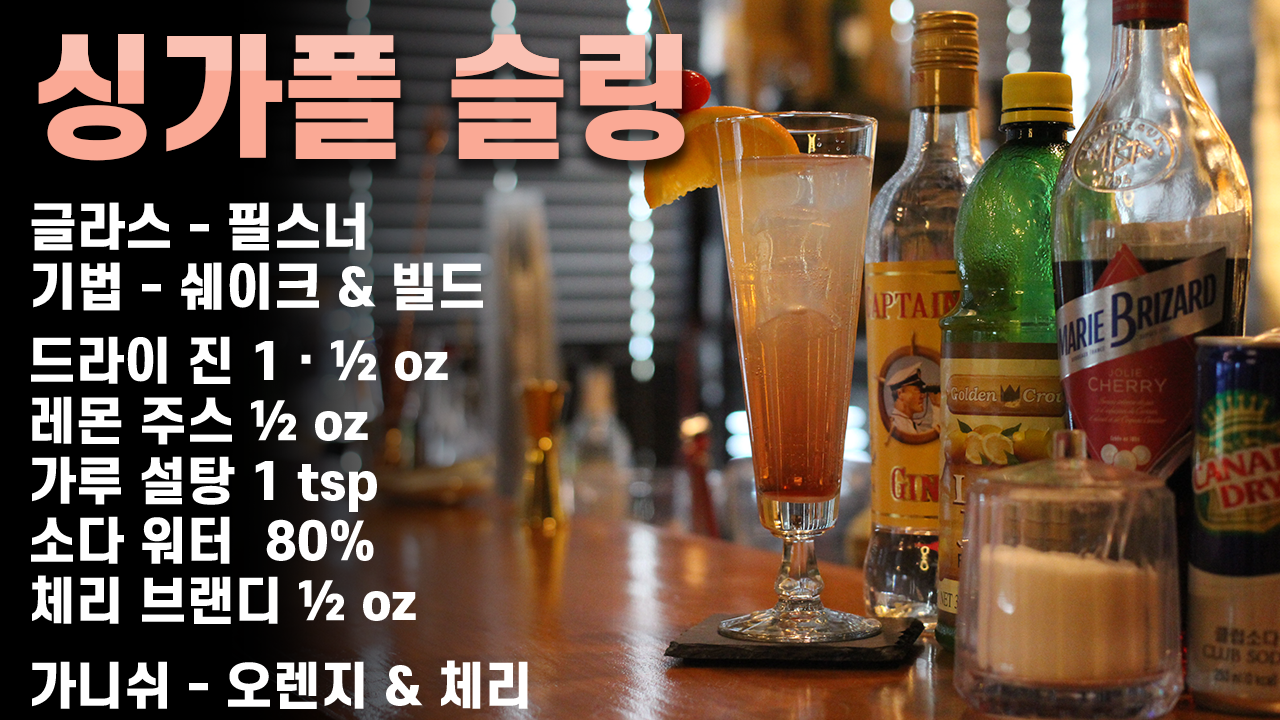 싱가폴 슬링
글라스 - 필스너
기법 - 쉐이크 & 빌드
드라이 진 1 · ½ oz
레몬 주스 ½ oz
가루 설탕 1 tsp
소다 워터 80%
체리 브랜디 ½ oz
가니쉬 - 오렌지 & 체리
CAPTAIN
GIN
Golden Crown
MARIE BRIZARD
JOLIE
CHERRY
CANADA
DRY
클럽소다
CLUB SODA
250 ml